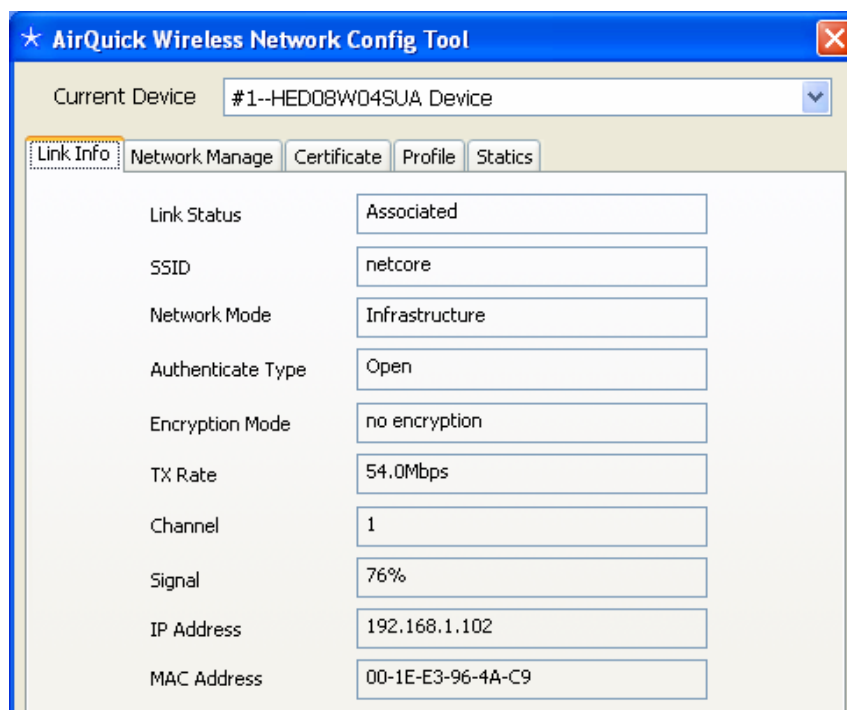 AirQuick Wireless Network Config Tool
Current Device #1--HED08W04SUA Device
Link Info Network Manage Certificate Profile Statics
Link Status Associated
SSID netcore
Network Mode Infrastructure
Authenticate Type Open
Encryption Mode no encryption
TX Rate 54.0Mbps
Channel 1
Signal 76%
IP Address 192.168.1.102
MAC Address 00-1E-E3-96-4A-C9